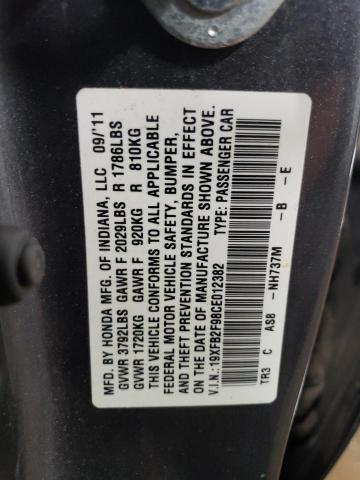 MFD. BY HONDA MFG. OF INDIANA, LLC 09/'11
GVWR 3792LBS GAWR F 2029LBS R 1786LBS
GVWR 1720KG GAWR F 920KG R 810KG
THIS VEHICLE CONFORMS TO ALL APPLICABLE
FEDERAL MOTOR VEHICLE SAFETY, BUMPER,
AND THEFT PREVENTION STANDARDS IN EFFECT
ON THE DATE OF MANUFACTURE SHOWN ABOVE.
V.I.N.:19XFB2F98CE012382 TYPE: PASSENGER CAR
TR3 C AS8 -NH737M -B -E